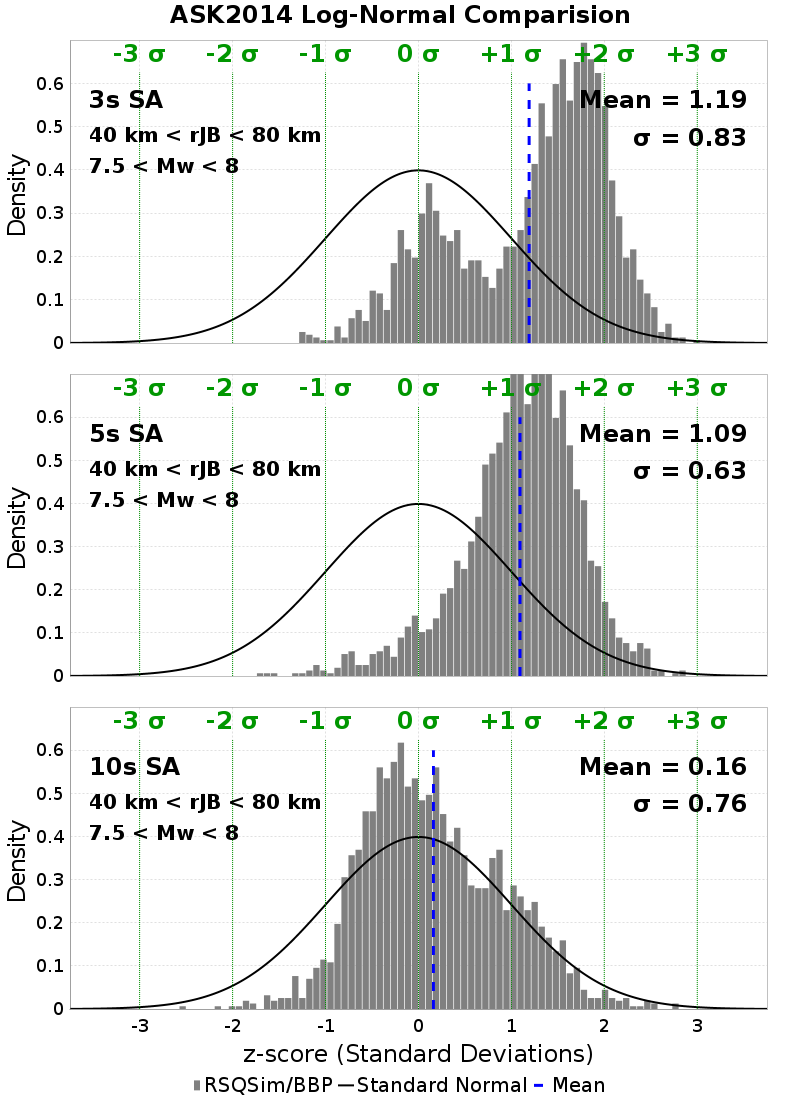 ASK2014 Log-Normal Comparision
-3 σ -2 σ -1 σ 0 σ +1 σ +2 σ +3 σ
3s SA
Mean = 1.19
40 km < rJB < 80 km
σ = 0.83
7.5 < Mw < 8
Density
0.6
0.5
0.4
0.3
0.2
0.1
0
-3 σ -2 σ -1 σ 0 σ +1 σ +2 σ +3 σ
5s SA
Mean = 1.09
40 km < rJB < 80 km
σ = 0.63
7.5 < Mw < 8
Density
0.6
0.5
0.4
0.3
0.2
0.1
0
-3 σ -2 σ -1 σ 0 σ +1 σ +2 σ +3 σ
10s SA
Mean = 0.16
40 km < rJB < 80 km
σ = 0.76
7.5 < Mw < 8
Density
0.6
0.5
0.4
0.3
0.2
0.1
0
-3 -2 -1 0 1 2 3
z-score (Standard Deviations)
RSQSim/BBP Standard Normal Mean